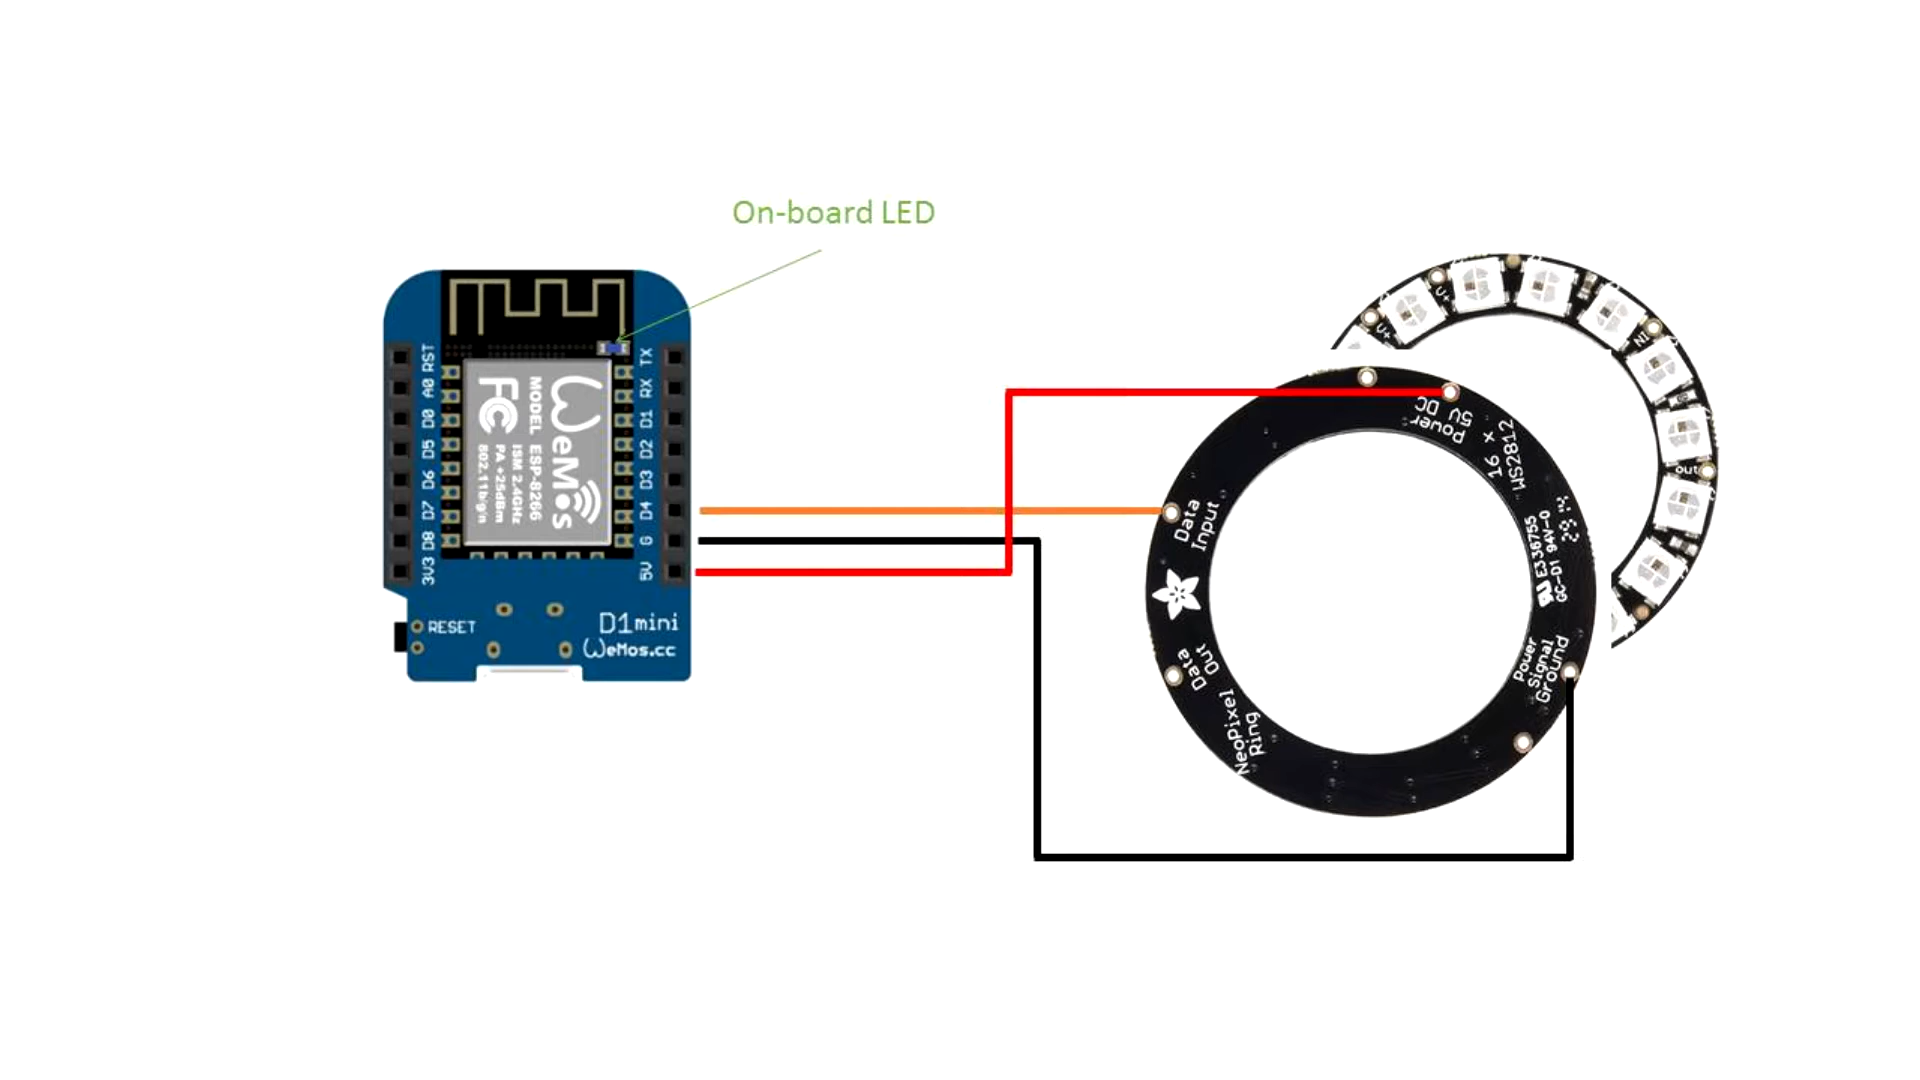 On-board LED
RST
A0
D0
D5
D6
D7
D8
3V3
TX
RX
D1
D2
D3
D4
G
5V
WeMos
MODEL ESP-8266
ISM 2.4GHz
PA +25dBm
802.11b/g/n
FC
RESET
D1mini
WeMos.cc
Power
5V DC
16 x
WS2812
Data
Input
Data
Out
NeoPixel
Ring
E336755
GC-D1 94V-0
Power
Signal
Ground
V+
V+
IN
Out